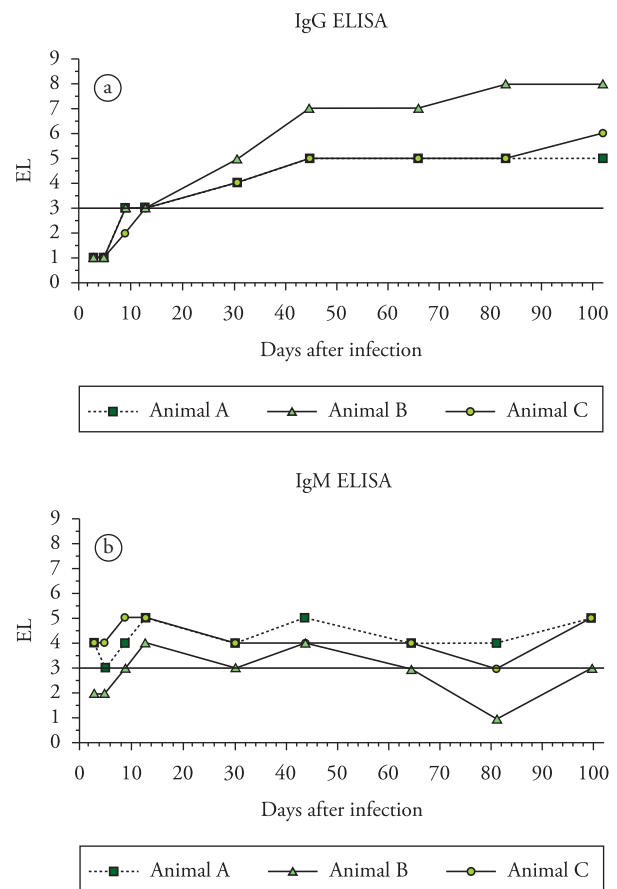 IgG ELISA
9
8
7
6
5
4
3
2
1
0
EL
a
0 10 20 30 40 50 60 70 80 90 100
Days after infection
Animal A Animal B Animal C
IgM ELISA
9
8
7
6
5
4
3
2
1
0
EL
b
0 10 20 30 40 50 60 70 80 90 100
Days after infection
Animal A Animal B Animal C